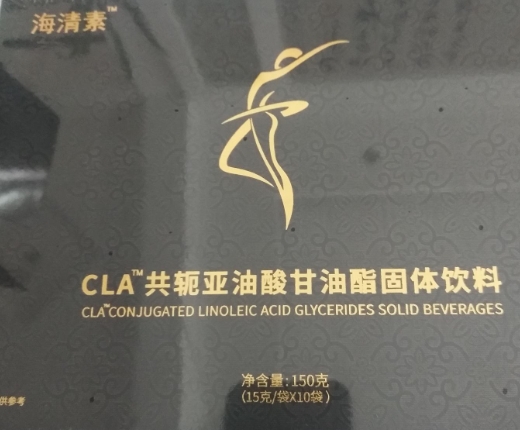 海清素™
CLA™共轭亚油酸甘油酯固体饮料
CLA™CONJUGATED LINOLEIC ACID GLYCERIDES SOLID BEVERAGES
净含量:150克
(15克/袋X10袋)
供参考